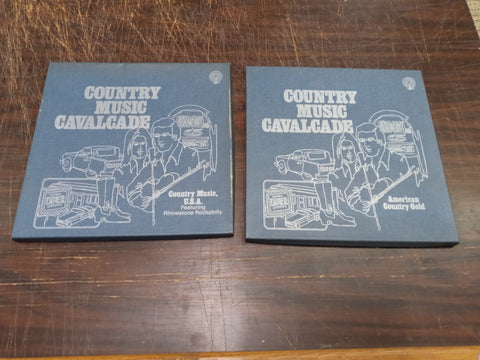 COUNTRY
MUSIC
CAVALCADE
Country Music,
U.S.A.
Featuring
Rhinestone Rockabilly
COUNTRY
MUSIC
CAVALCADE
American
Country Gold